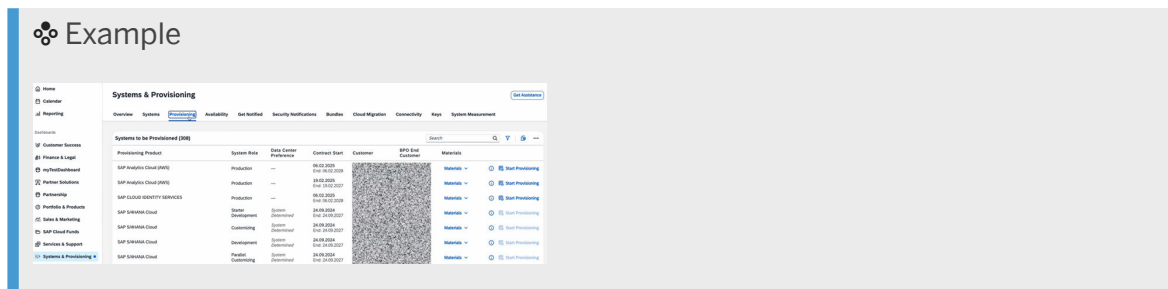 Example
Home
Calendar
Reporting
Dashboards
Customer Success
Finance & Legal
myTestDashboard
Partner Solutions
Partnership
Portfolio & Products
Sales & Marketing
SAP Cloud Funds
Services & Support
Systems & Provisioning
Systems & Provisioning
Get Assistance
Overview Systems Provisioning Availability Get Notified Security Notifications Bundles Cloud Migration Connectivity Keys System Measurement
Systems to be Provisioned (308)
Search
Provisioning Product System Role Data Center Preference Contract Start Customer BPO End Customer Materials
SAP Analytics Cloud (AWS) Production — 06.02.2025 Materials Start Provisioning
End: 06.02.2028
SAP Analytics Cloud (AWS) Production — 19.02.2025 Materials Start Provisioning
End: 19.02.2027
SAP CLOUD IDENTITY SERVICES Production — 06.02.2025 Materials Start Provisioning
End: 06.02.2028
SAP S/4HANA Cloud Starter Development System Determined 24.09.2024 Materials Start Provisioning
End: 24.09.2027
SAP S/4HANA Cloud Customizing System Determined 24.09.2024 Materials Start Provisioning
End: 24.09.2027
SAP S/4HANA Cloud Development System Determined 24.09.2024 Materials Start Provisioning
End: 24.09.2027
SAP S/4HANA Cloud Parallel Customizing System Determined 24.09.2024 Materials Start Provisioning
End: 24.09.2027